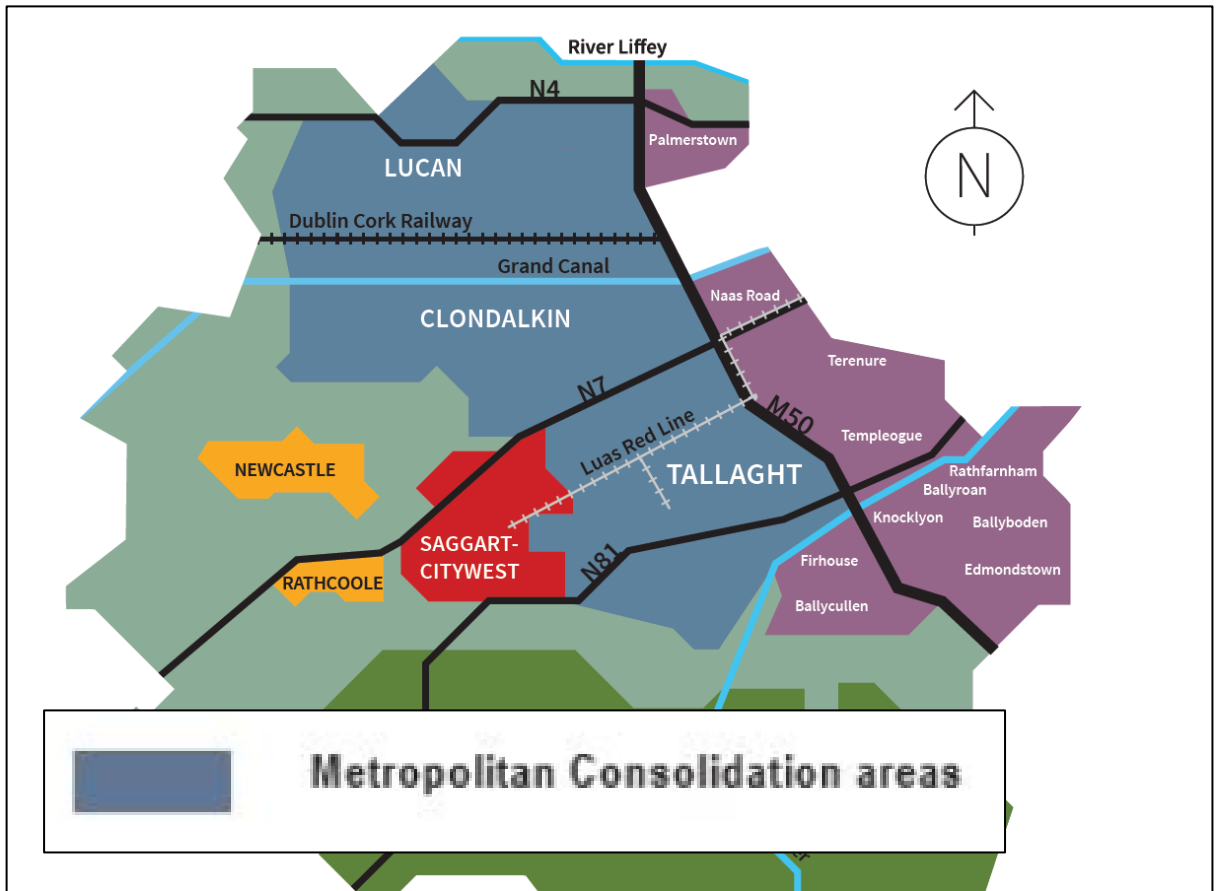 River Liffey
N4
Palmerstown
LUCAN
N
Dublin Cork Railway
Grand Canal
Naas Road
CLONDALKIN
Terenure
N7
M50
Luas Red Line
Templeogue
NEWCASTLE
TALLAGHT
Rathfarnham
Ballyroan
Knocklyon
Ballyboden
SAGGART-
CITYWEST
N81
Firhouse
Edmondstown
RATHCOOLE
Ballycullen
Metropolitan Consolidation areas